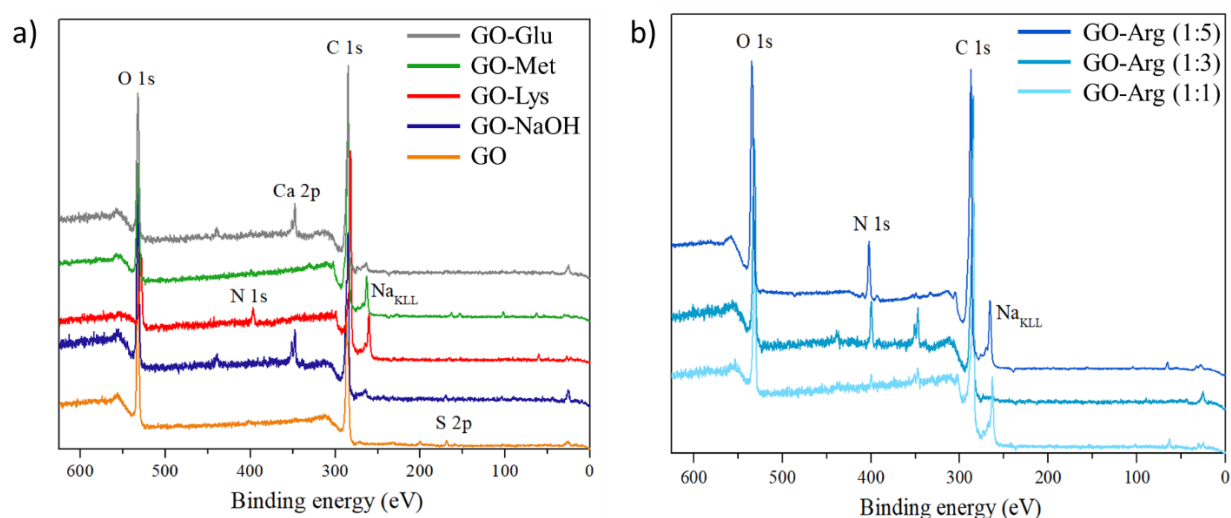 a)
O 1s
C 1s
GO-Glu
GO-Met
GO-Lys
GO-NaOH
GO
Ca 2p
N 1s
Na_KLL
S 2p
600 500 400 300 200 100 0
Binding energy (eV)
b)
O 1s
C 1s
GO-Arg (1:5)
GO-Arg (1:3)
GO-Arg (1:1)
N 1s
Na_KLL
600 500 400 300 200 100 0
Binding energy (eV)